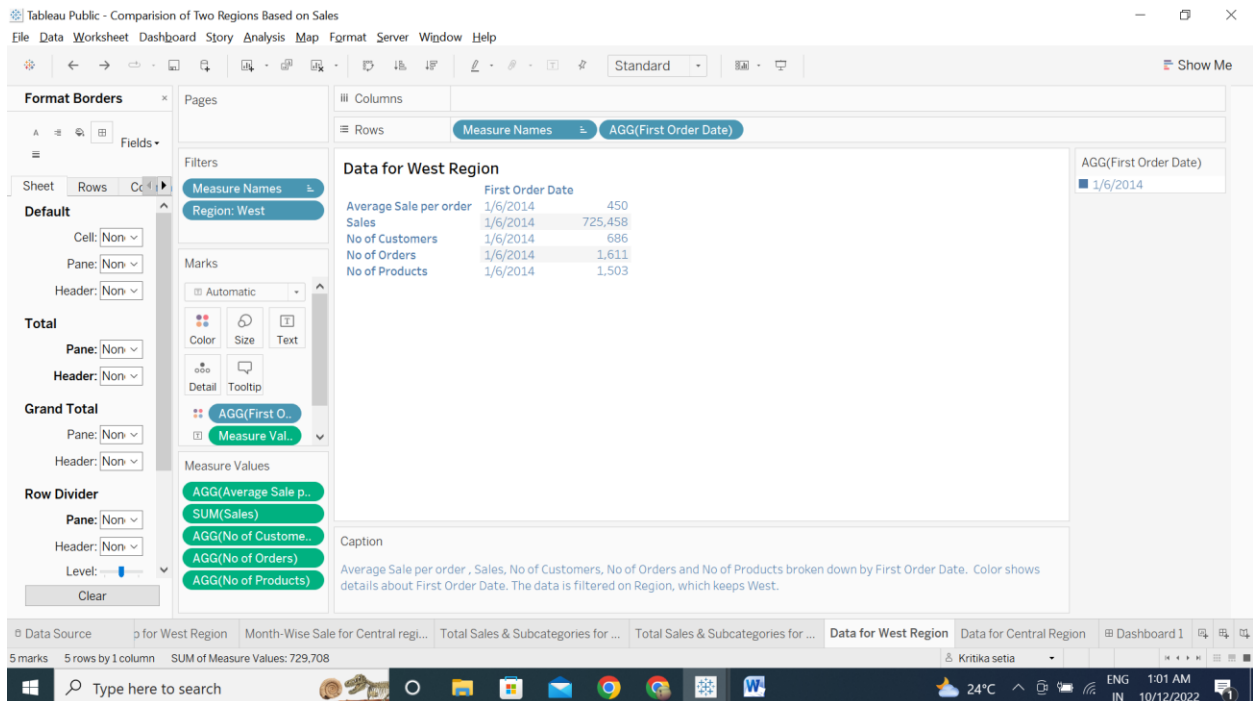 Tableau Public - Comparision of Two Regions Based on Sales
File Data Worksheet Dashboard Story Analysis Map Format Server Window Help
Standard
Show Me
Format Borders
Fields
Sheet Rows
Default
Cell: Non
Pane: Non
Header: Non
Total
Pane: Non
Header: Non
Grand Total
Pane: Non
Header: Non
Row Divider
Pane: Non
Header: Non
Level:
Clear
Pages
Filters
Measure Names
Region: West
Marks
Automatic
Color Size Text
Detail Tooltip
AGG(First O..
Measure Val..
Measure Values
AGG(Average Sale p..
SUM(Sales)
AGG(No of Custome..
AGG(No of Orders)
AGG(No of Products)
Columns
Rows Measure Names AGG(First Order Date)
Data for West Region
First Order Date
Average Sale per order 1/6/2014 450
Sales 1/6/2014 725,458
No of Customers 1/6/2014 686
No of Orders 1/6/2014 1,611
No of Products 1/6/2014 1,503
Caption
Average Sale per order , Sales, No of Customers, No of Orders and No of Products broken down by First Order Date. Color shows
details about First Order Date. The data is filtered on Region, which keeps West.
AGG(First Order Date)
1/6/2014
Data Source p for West Region Month-Wise Sale for Central regi... Total Sales & Subcategories for ... Total Sales & Subcategories for ... Data for West Region Data for Central Region Dashboard 1
5 marks 5 rows by 1 column SUM of Measure Values: 729,708 Kritika setia
Type here to search 24°C ENG 1:01 AM
IN 10/12/2022